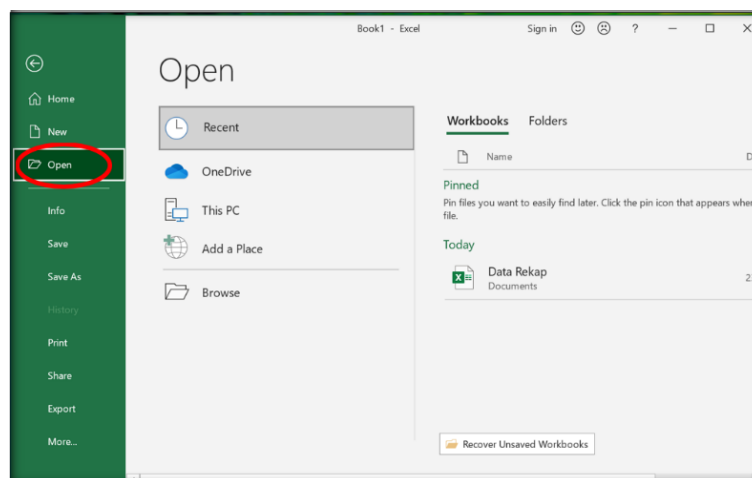 Book1 - Excel
Sign in
?
Home
New
Open
Info
Save
Save As
History
Print
Share
Export
More...
Open
Recent
OneDrive
This PC
Add a Place
Browse
Workbooks Folders
Name
D
Pinned
Pin files you want to easily find later. Click the pin icon that appears
file.
Today
Data Rekap
Documents
Recover Unsaved Workbooks